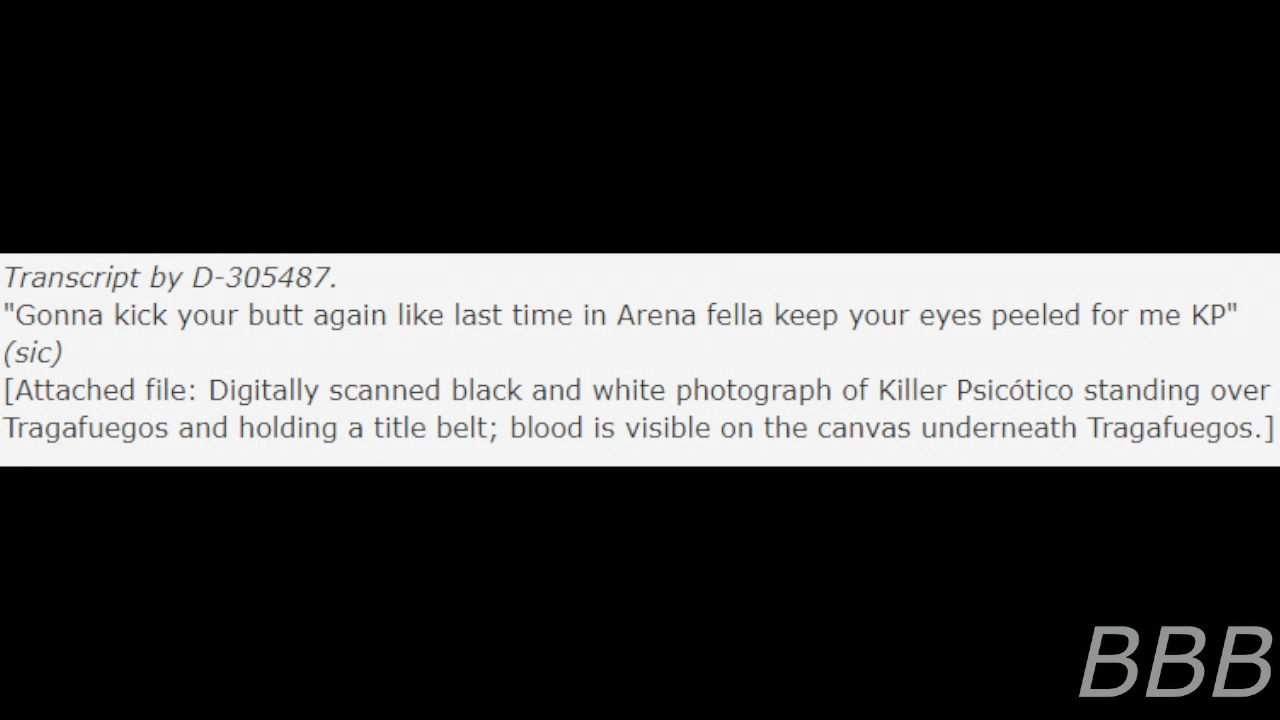 Transcript by D-305487.
"Gonna kick your butt again like last time in Arena fella keep your eyes peeled for me KP"
(sic)
[Attached file: Digitally scanned black and white photograph of Killer Psicótico standing over
Tragafuegos and holding a title belt; blood is visible on the canvas underneath Tragafuegos.]
BBB